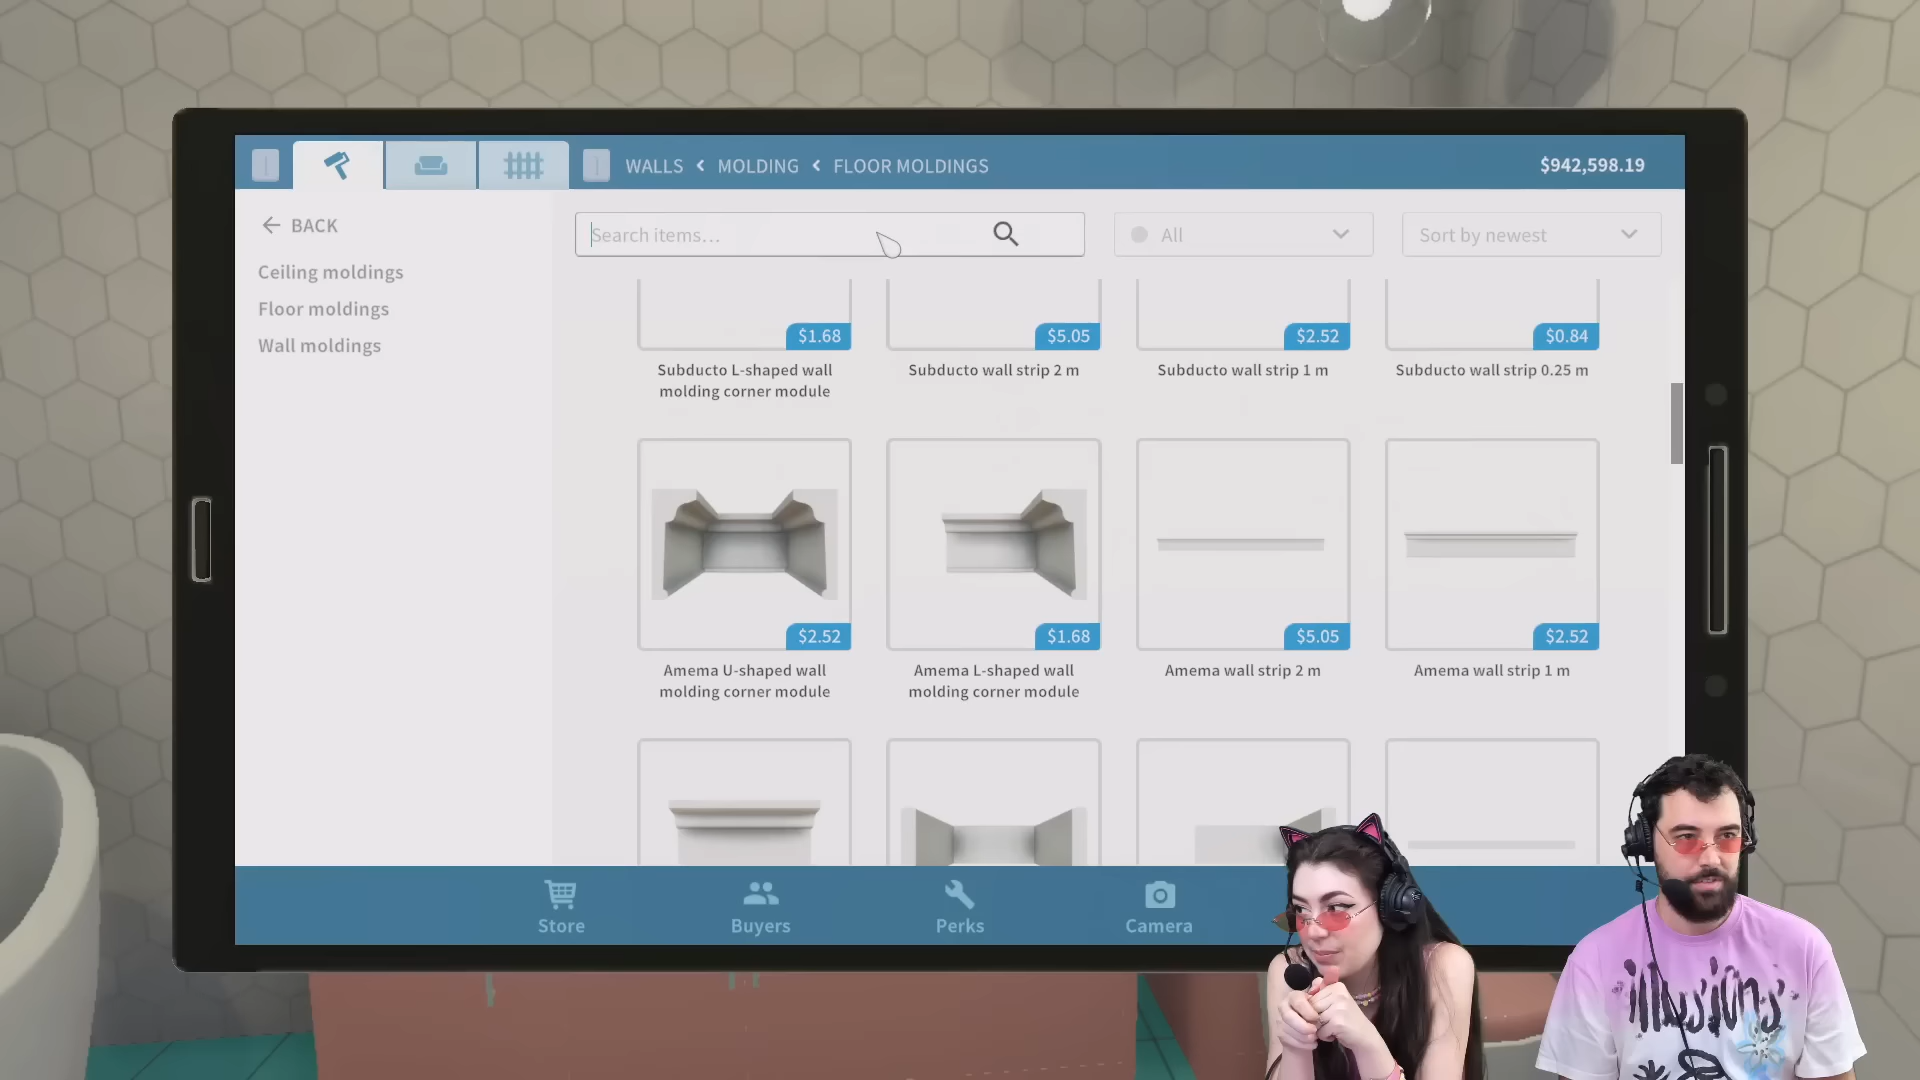 WALLS < MOLDING < FLOOR MOLDINGS
$942,598.19
BACK
Ceiling moldings
Floor moldings
Wall moldings
Search items...
All
Sort by newest
$1.68
$5.05
$2.52
$0.84
Subducto L-shaped wall
molding corner module
Subducto wall strip 2 m
Subducto wall strip 1 m
Subducto wall strip 0.25 m
$2.52
$1.68
$5.05
$2.52
Amema U-shaped wall
molding corner module
Amema L-shaped wall
molding corner module
Amema wall strip 2 m
Amema wall strip 1 m
Store
Buyers
Perks
Camera
illusions